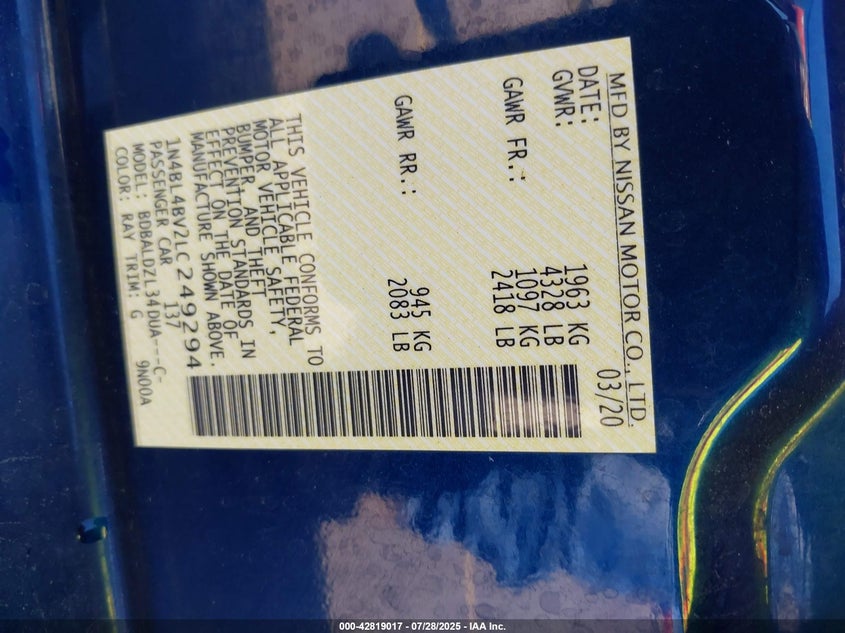 MFD BY NISSAN MOTOR CO., LTD.
DATE: 03/20
GVWR: 1963 KG
4328 LB
GAWR FR.: 1097 KG
2418 LB
GAWR RR.: 945 KG
2083 LB
THIS VEHICLE CONFORMS TO
ALL APPLICABLE FEDERAL
MOTOR VEHICLE SAFETY,
BUMPER, AND THEFT
PREVENTION STANDARDS IN
EFFECT ON THE DATE OF
MANUFACTURE SHOWN ABOVE.
1N4BL4BV2LC249294
PASSENGER CAR 137
MODEL: BDBALDZL34DUA---C-
COLOR: RAY TRIM: G 9N00A
000-42819017 - 07/28/2025 - IAA Inc.